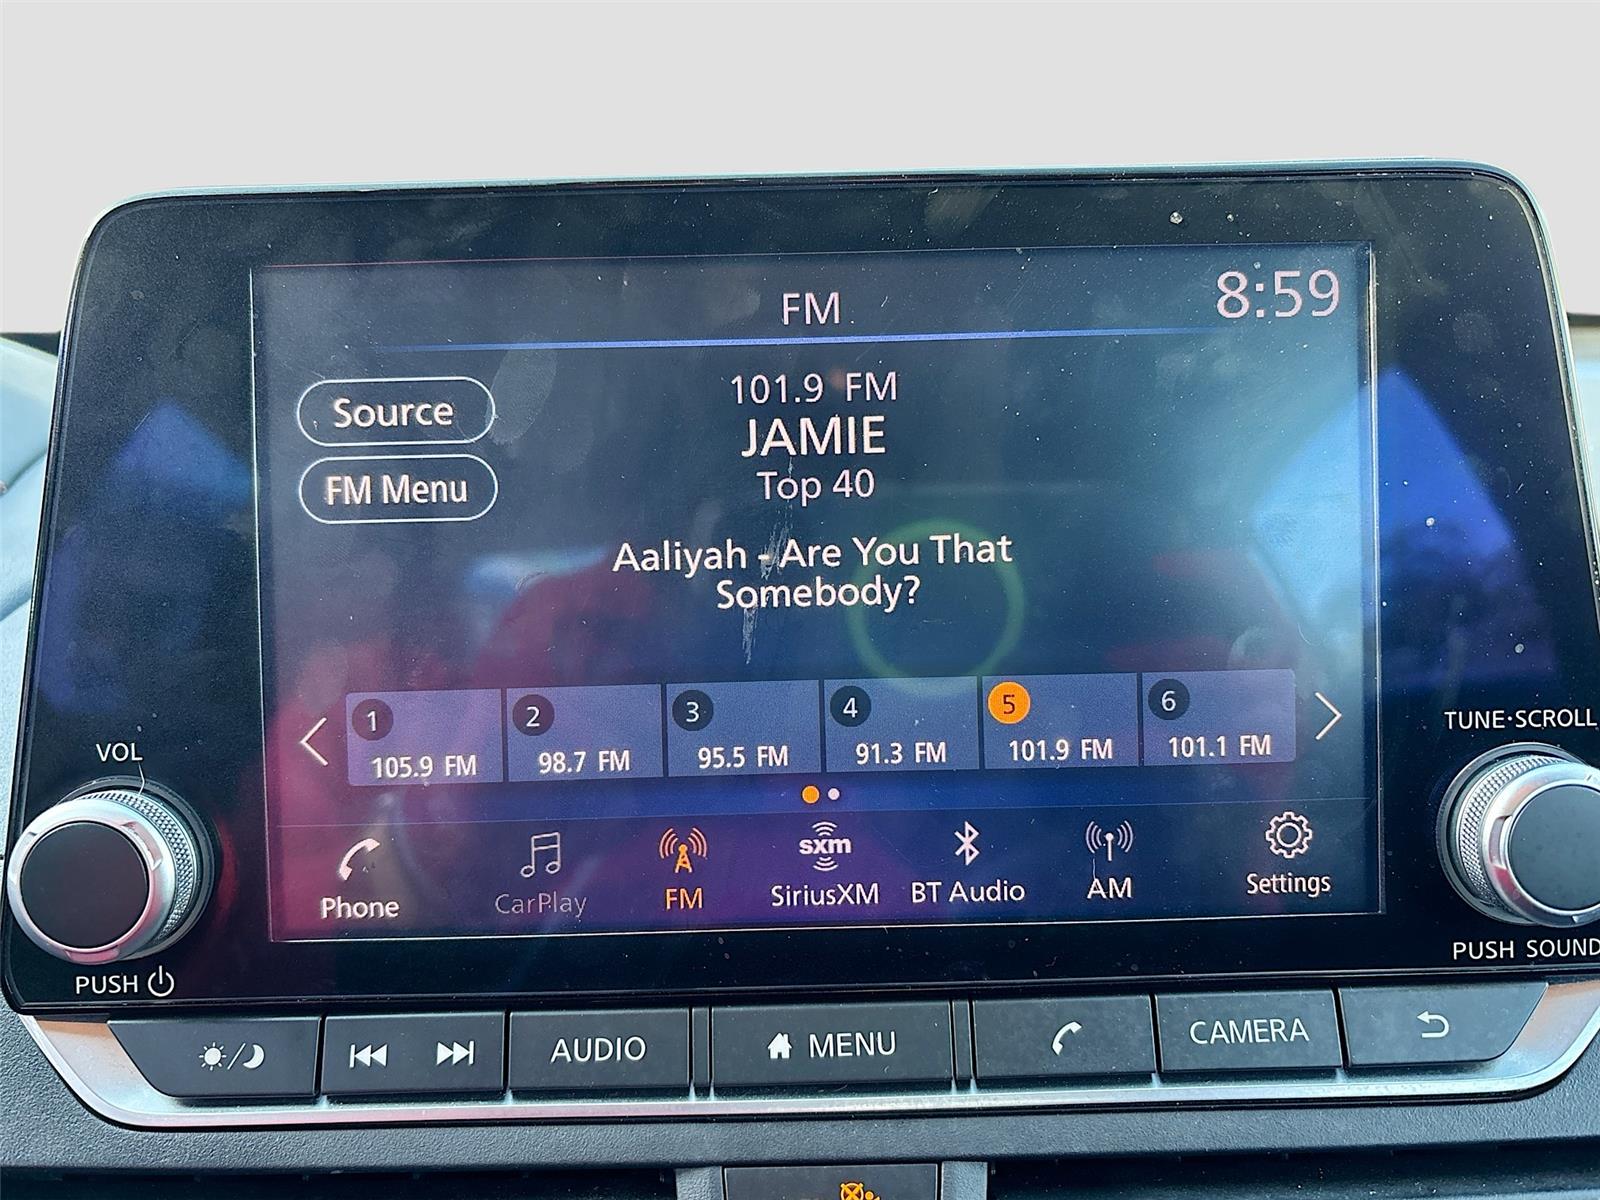 FM
8:59
Source
FM Menu
101.9 FM
JAMIE
Top 40
Aaliyah - Are You That
Somebody?
1
105.9 FM
2
98.7 FM
3
95.5 FM
4
91.3 FM
5
101.9 FM
6
101.1 FM
Phone
CarPlay
FM
sxm
SiriusXM
BT Audio
AM
Settings
VOL
PUSH
TUNE·SCROLL
PUSH SOUND
AUDIO
MENU
CAMERA